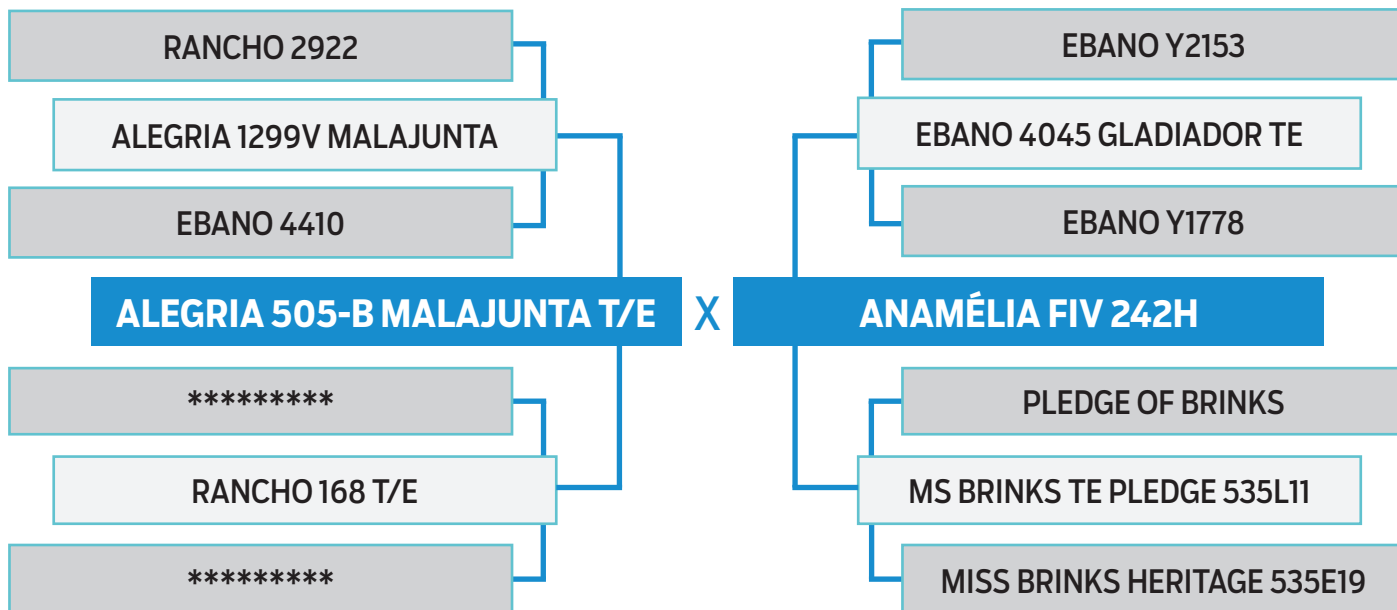 RANCHO 2922
ALEGRIA 1299V MALAJUNTA
EBANO 4410
ALEGRIA 505-B MALAJUNTA T/E
*********
RANCHO 168 T/E
*********
X
EBANO Y2153
EBANO 4045 GLADIADOR TE
EBANO Y1778
ANAMÉLIA FIV 242H
PLEDGE OF BRINKS
MS BRINKS TE PLEDGE 535L11
MISS BRINKS HERITAGE 535E19